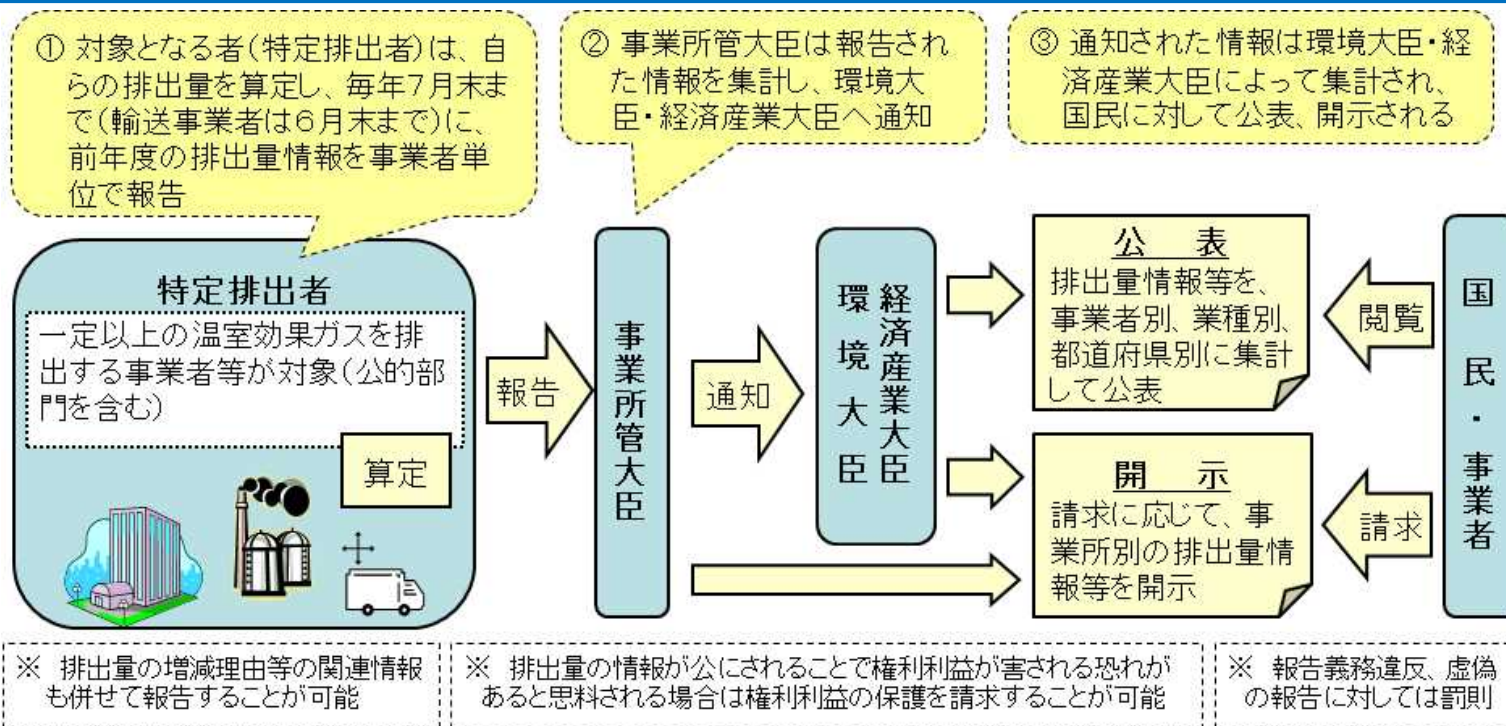 ① 対象となる者(特定排出者)は、自
らの排出量を算定し、毎年7月末ま
で(輸送事業者は6月末まで)に、
前年度の排出量情報を事業者単
位で報告
② 事業所管大臣は報告され
た情報を集計し、環境大
臣・経済産業大臣へ通知
③ 通知された情報は環境大臣・経
済産業大臣によって集計され、
国民に対して公表、開示される
特定排出者
一定以上の温室効果ガスを排
出する事業者等が対象(公的部
門を含む)
算定
報告
事業所管大臣
通知
環境大臣
経済産業大臣
公表
排出量情報等を、
事業者別、業種別、
都道府県別に集計
して公表
開示
請求に応じて、事
業所別の排出量情
報等を開示
閲覧
請求
国民・事業者
※ 排出量の増減理由等の関連情報
も併せて報告することが可能
※ 排出量の情報が公にされることで権利利益が害される恐れが
あると思料される場合は権利利益の保護を請求することが可能
※ 報告義務違反、虚偽
の報告に対しては罰則